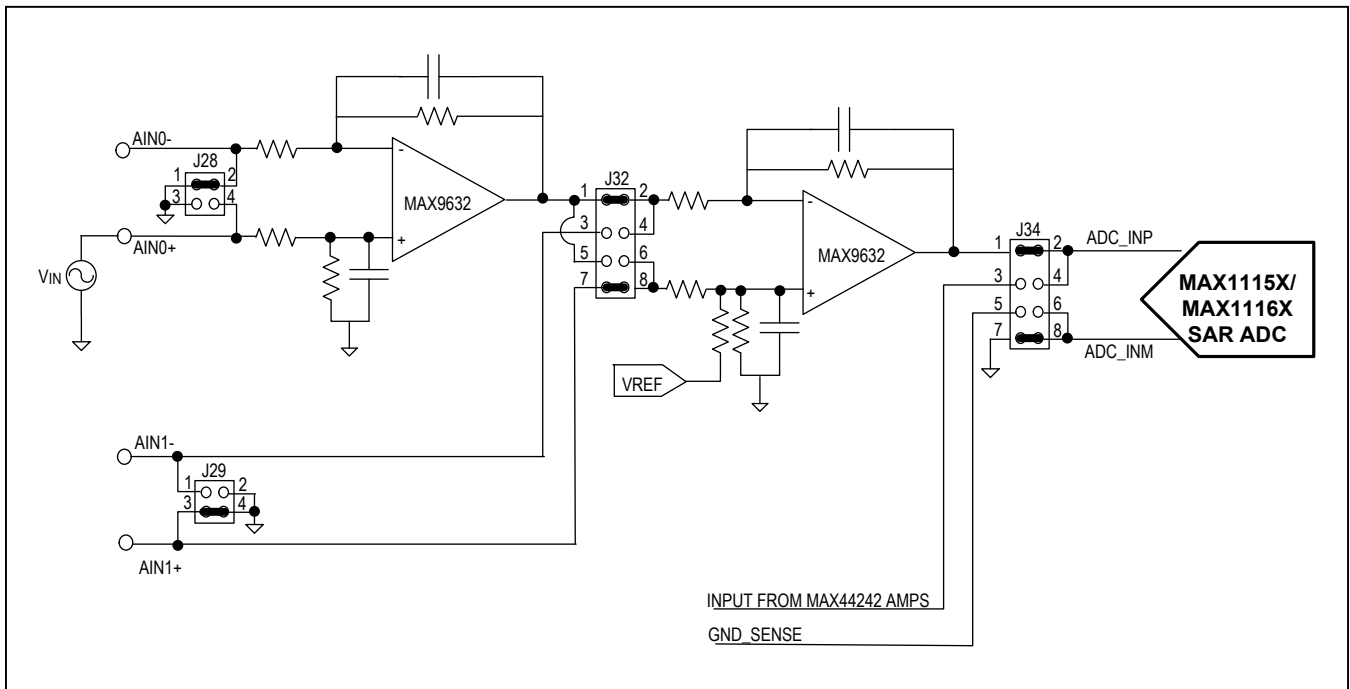 AIN0-
J28
1 2
3 4
AIN0+
VIN
-
MAX9632
+
J32
1 2
3 4
5 6
7 8
-
MAX9632
+
VREF
J34
1 2
3 4
5 6
7 8
ADC_INP
ADC_INM
MAX1115X/
MAX1116X
SAR ADC
AIN1-
J29
1 2
3 4
AIN1+
INPUT FROM MAX44242 AMPS
GND_SENSE